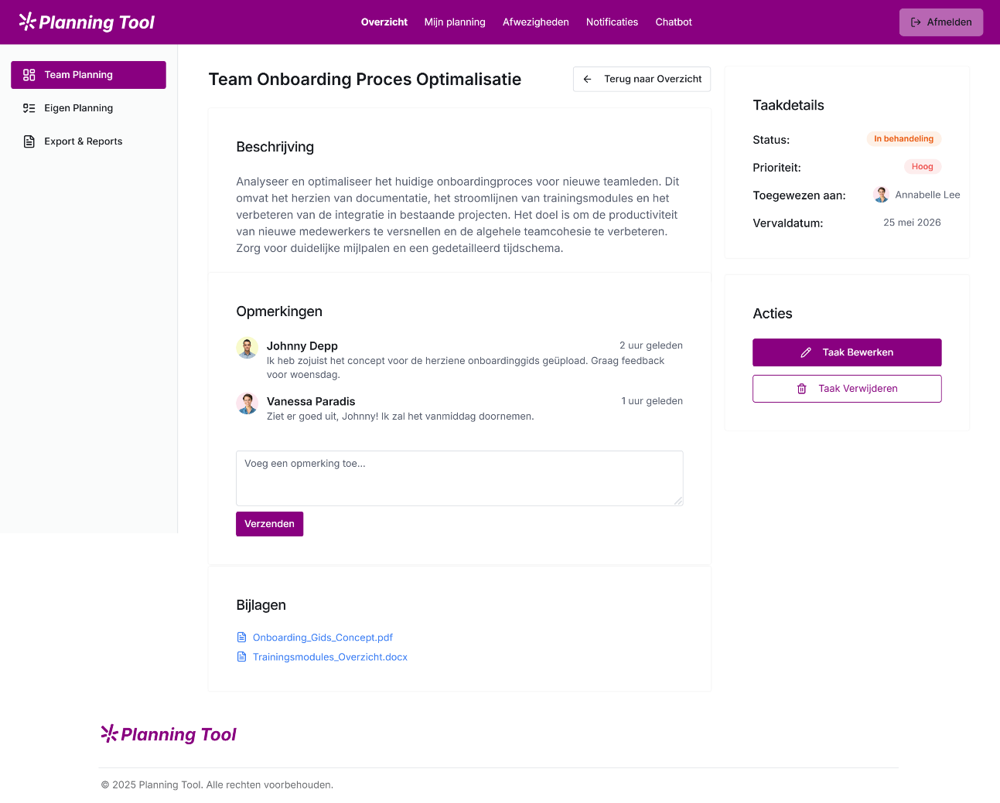 Planning Tool
Overzicht
Mijn planning
Afwezigheden
Notificaties
Chatbot
Afmelden
Team Planning
Eigen Planning
Export & Reports
Team Onboarding Proces Optimalisatie
Terug naar Overzicht
Beschrijving
Analyseer en optimaliseer het huidige onboardingproces voor nieuwe teamleden. Dit
omvat het herzien van documentatie, het stroomlijnen van trainingsmodules en het
verbeteren van de integratie in bestaande projecten. Het doel is om de productiviteit
van nieuwe medewerkers te versnellen en de algehele teamcohesie te verbeteren.
Zorg voor duidelijke mijlpalen en een gedetailleerd tijdschema.
Opmerkingen
Johnny Depp
2 uur geleden
Ik heb zojuist het concept voor de herziene onboardinggids geüpload. Graag feedback
voor woensdag.
Vanessa Paradis
1 uur geleden
Ziet er goed uit, Johnny! Ik zal het vanmiddag doornemen.
Voeg een opmerking toe...
Verzenden
Bijlagen
Onboarding_Gids_Concept.pdf
Trainingsmodules_Overzicht.docx
Taakdetails
Status:
In behandeling
Prioriteit:
Hoog
Toegewezen aan:
Annabelle Lee
Vervaldatum:
25 mei 2026
Acties
Taak Bewerken
Taak Verwijderen
Planning Tool
© 2025 Planning Tool. Alle rechten voorbehouden.